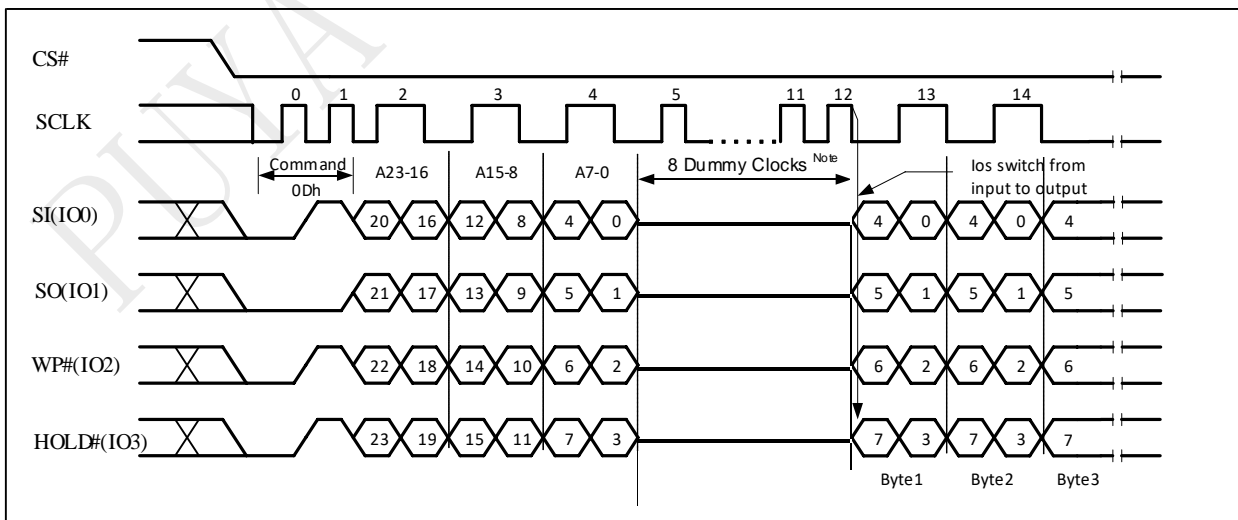 PUYA
CS#
0 1 2 3 4 5 11 12 13 14
SCLK
Command
0Dh
A23-16 A15-8 A7-0
8 Dummy Clocks Note
Ios switch from
input to output
SI(IO0) 20 16 12 8 4 0 4 0 4 0 4
SO(IO1) 21 17 13 9 5 1 5 1 5 1 5
WP#(IO2) 22 18 14 10 6 2 6 2 6 2 6
HOLD#(IO3) 23 19 15 11 7 3 7 3 7 3 7
Byte1 Byte2 Byte3